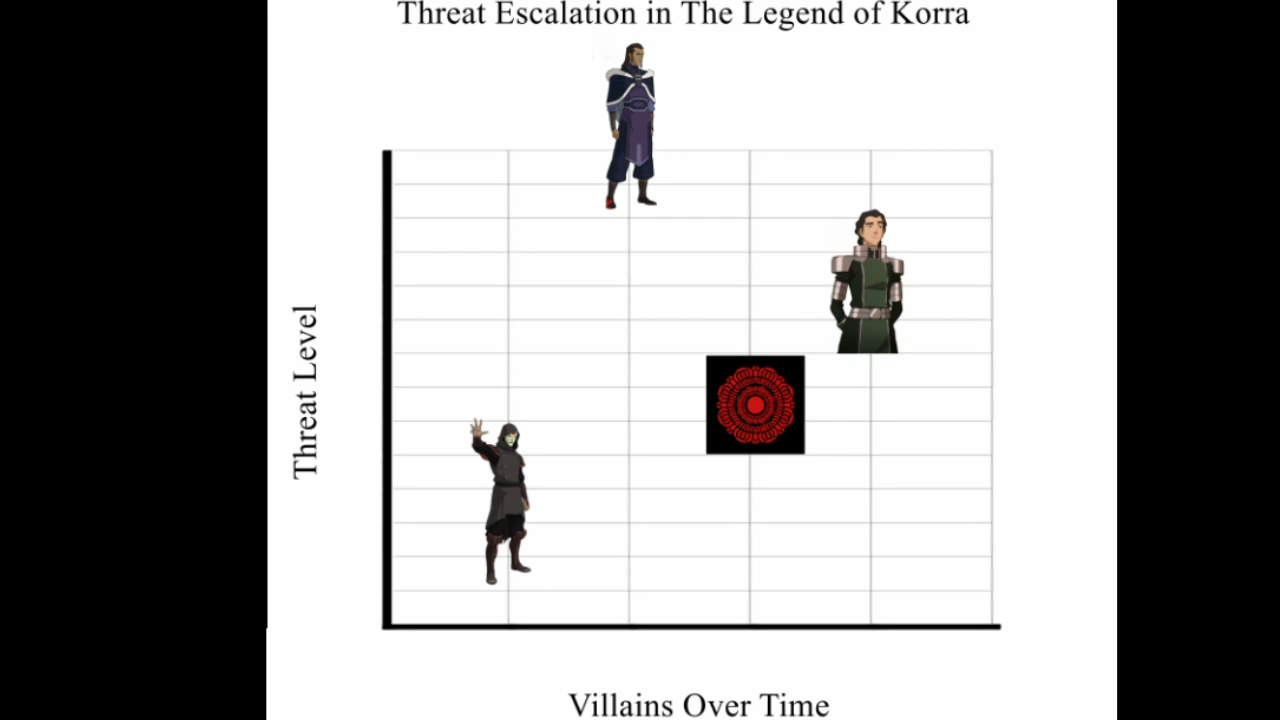 Threat Escalation in The Legend of Korra
Threat Level
Villains Over Time